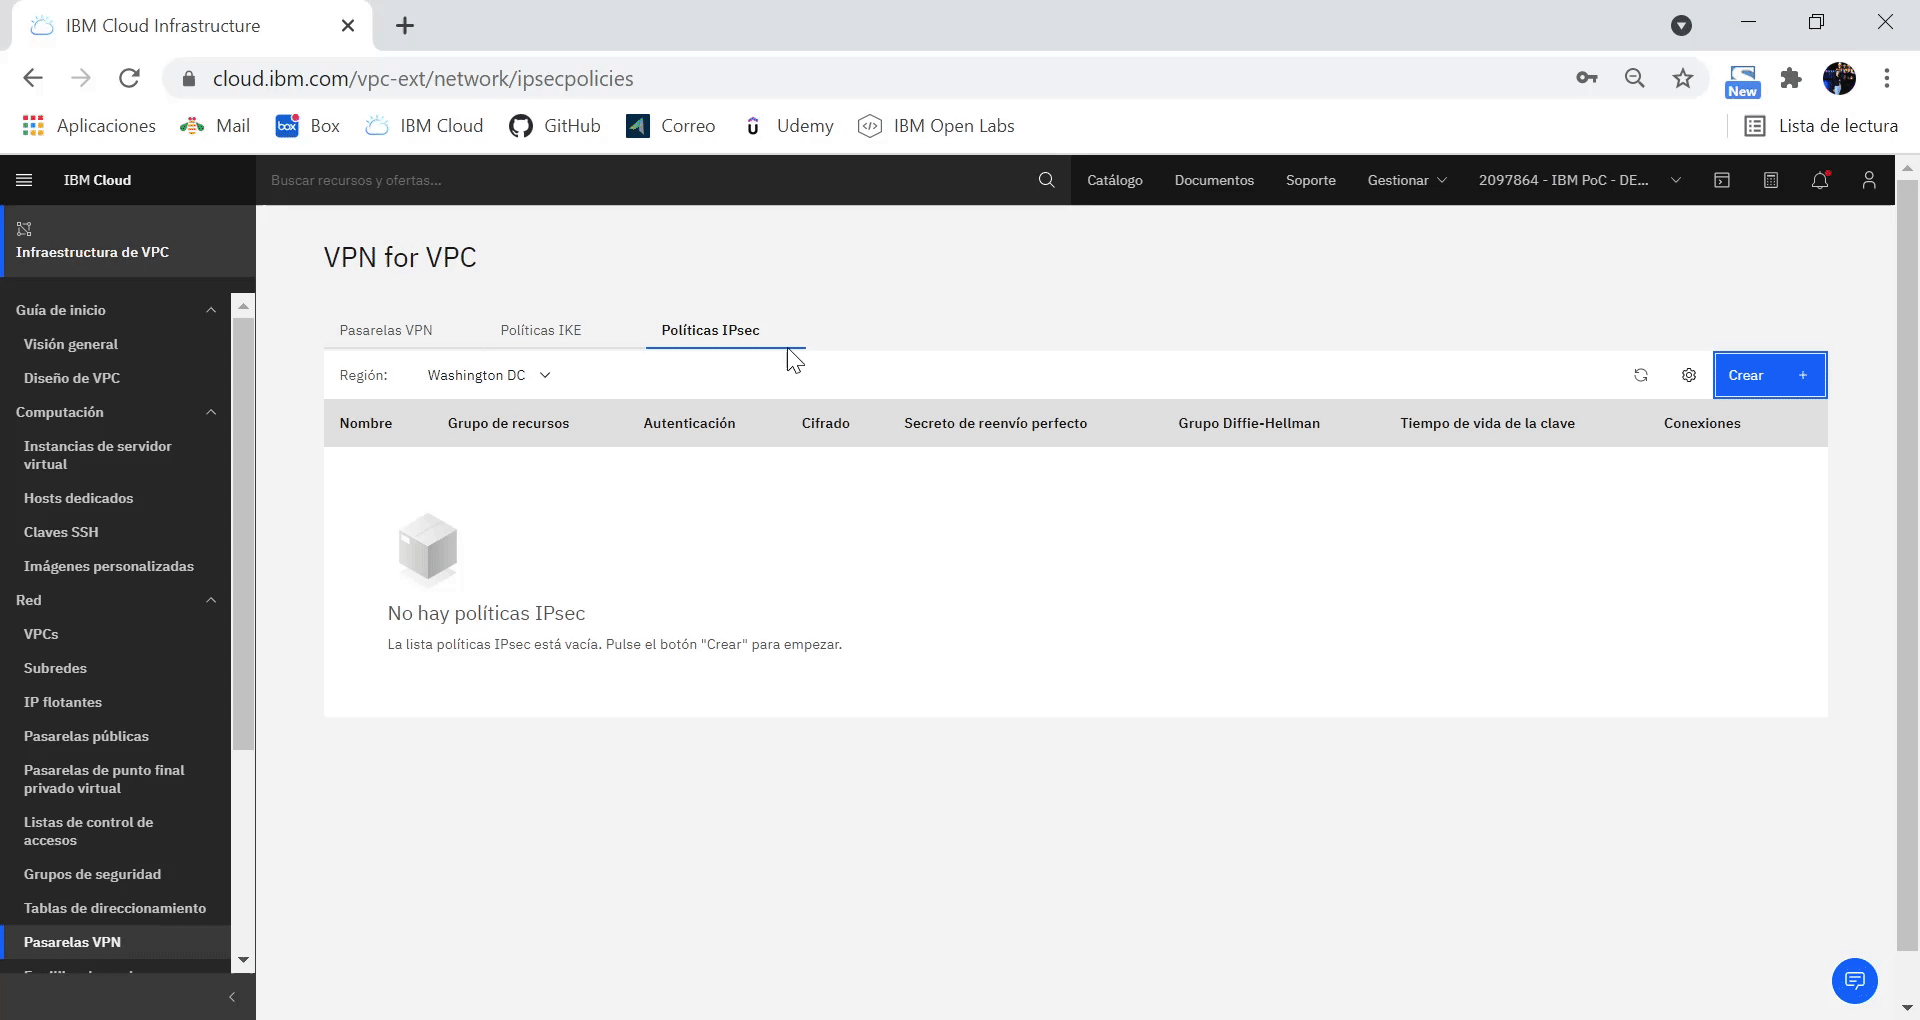 IBM Cloud Infrastructure
cloud.ibm.com/vpc-ext/network/ipsecpolicies
New
Aplicaciones
Mail
box
Box
IBM Cloud
GitHub
Correo
Udemy
IBM Open Labs
Lista de lectura
IBM Cloud
Buscar recursos y ofertas...
Catálogo
Documentos
Soporte
Gestionar
2097864 - IBM PoC - DE...
Infraestructura de VPC
Guía de inicio
Visión general
Diseño de VPC
Computación
Instancias de servidor
virtual
Hosts dedicados
Claves SSH
Imágenes personalizadas
Red
VPCs
Subredes
IP flotantes
Pasarelas públicas
Pasarelas de punto final
privado virtual
Listas de control de
accesos
Grupos de seguridad
Tablas de direccionamiento
Pasarelas VPN
VPN for VPC
Pasarelas VPN
Políticas IKE
Políticas IPsec
Región:
Washington DC
Crear +
Nombre
Grupo de recursos
Autenticación
Cifrado
Secreto de reenvío perfecto
Grupo Diffie-Hellman
Tiempo de vida de la clave
Conexiones
No hay políticas IPsec
La lista políticas IPsec está vacía. Pulse el botón "Crear" para empezar.